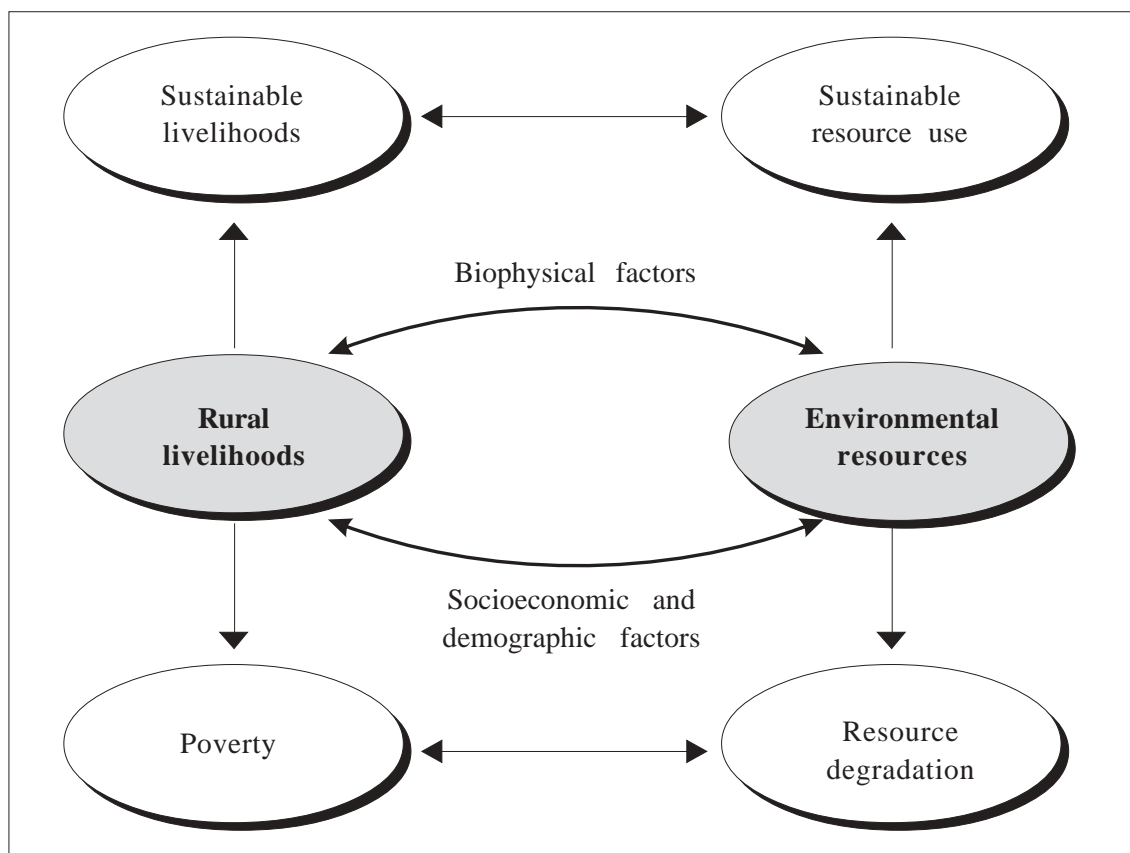 Sustainable
livelihoods
Sustainable
resource use
Biophysical factors
Rural
livelihoods
Environmental
resources
Socioeconomic and
demographic factors
Poverty
Resource
degradation